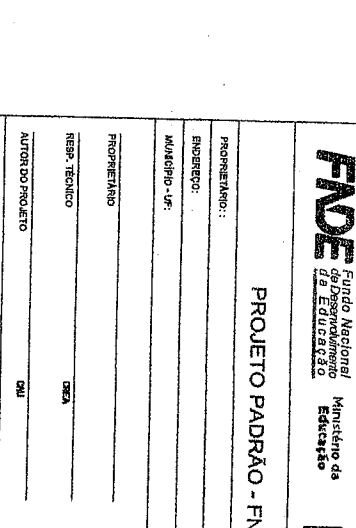 FNDE
Fundo Nacional
de Desenvolvimento
da Educação
Ministério da
Educação
PROJETO PADRÃO - FN
PROPRIETÁRIO::
ENDEREÇO:
MUNICÍPIO - UF:
PROPRIETÁRIO
RESP. TÉCNICO
CREA
AUTOR DO PROJETO
CAU